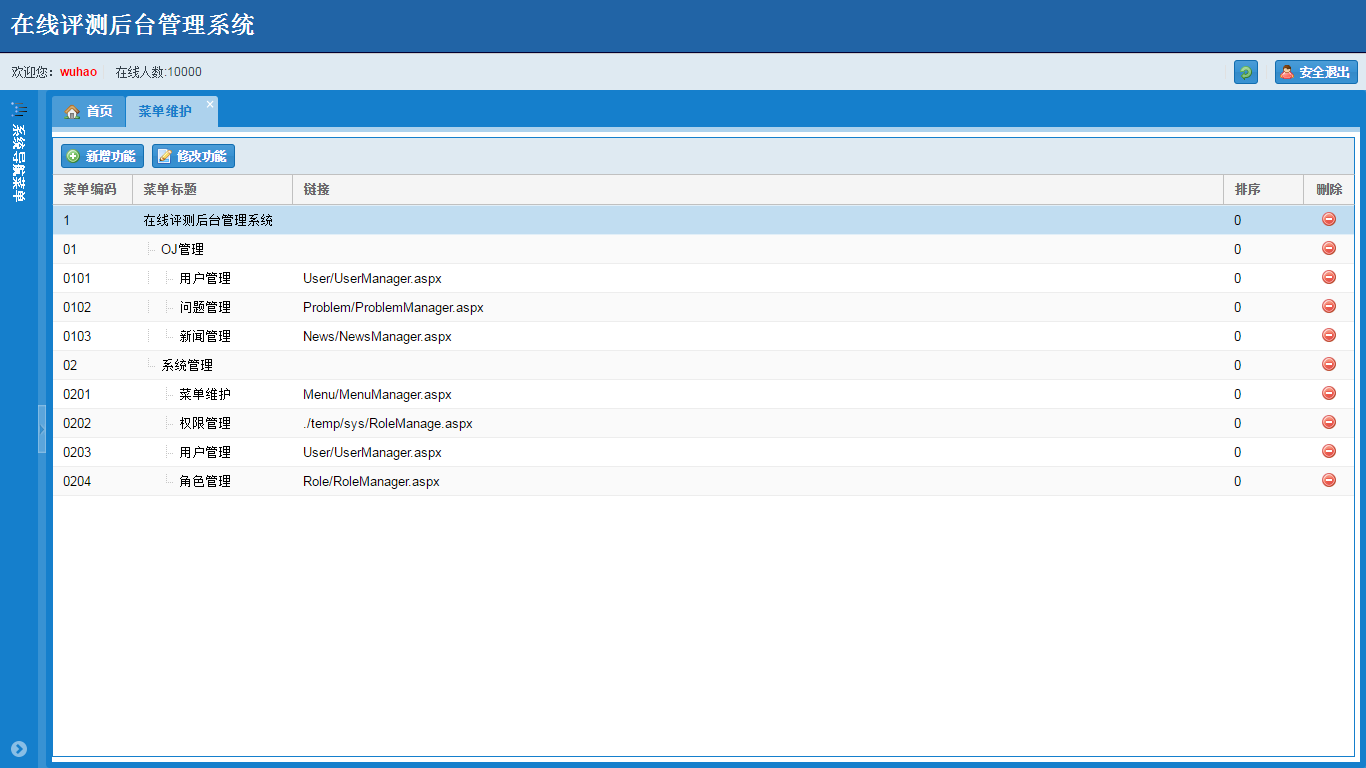 在线评测后台管理系统
欢迎您：wuhao 在线人数:10000 安全退出
系统导航菜单
首页 菜单维护
新增功能 修改功能
菜单编码 菜单标题 链接 排序 删除
1 在线评测后台管理系统 0
01 OJ管理 0
0101 用户管理 User/UserManager.aspx 0
0102 问题管理 Problem/ProblemManager.aspx 0
0103 新闻管理 News/NewsManager.aspx 0
02 系统管理 0
0201 菜单维护 Menu/MenuManager.aspx 0
0202 权限管理 ./temp/sys/RoleManage.aspx 0
0203 用户管理 User/UserManager.aspx 0
0204 角色管理 Role/RoleManager.aspx 0